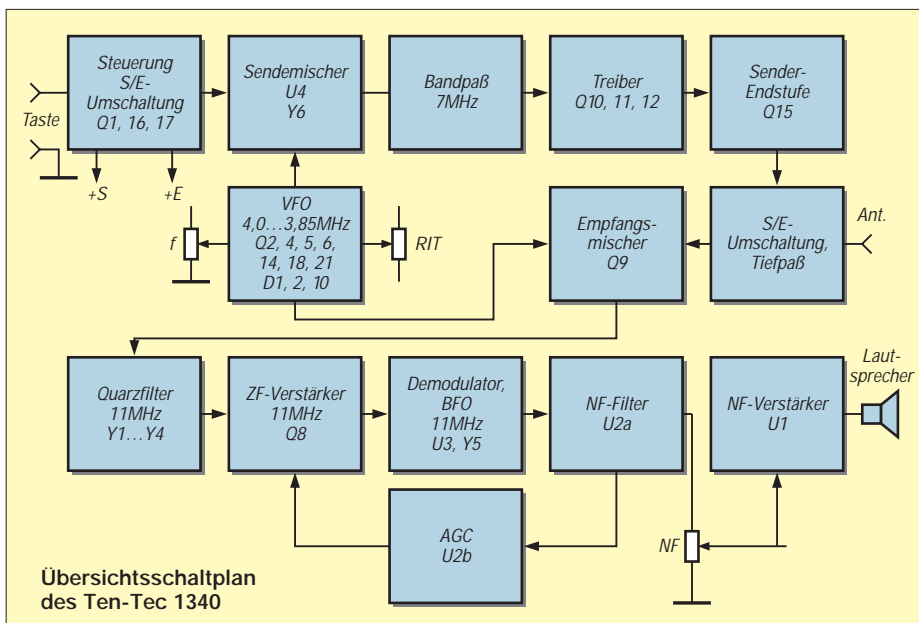 Steuerung
S/E-
Umschaltung
Q1, 16, 17
Sendemischer
U4
Y6
Bandpaß
7MHz
Treiber
Q10, 11, 12
Sender-
Endstufe
Q15
Taste
+S
+E
f
VFO
4,0...3,85MHz
Q2, 4, 5, 6,
14, 18, 21
D1, 2, 10
RIT
Empfangs-
mischer
Q9
S/E-
Umschaltung,
Tiefpaß
Ant.
Quarzfilter
11MHz
Y1...Y4
ZF-Verstärker
11MHz
Q8
Demodulator,
BFO
11MHz
U3, Y5
NF-Filter
U2a
NF-Verstärker
U1
Laut-
sprecher
AGC
U2b
NF
Übersichtsschaltplan
des Ten-Tec 1340